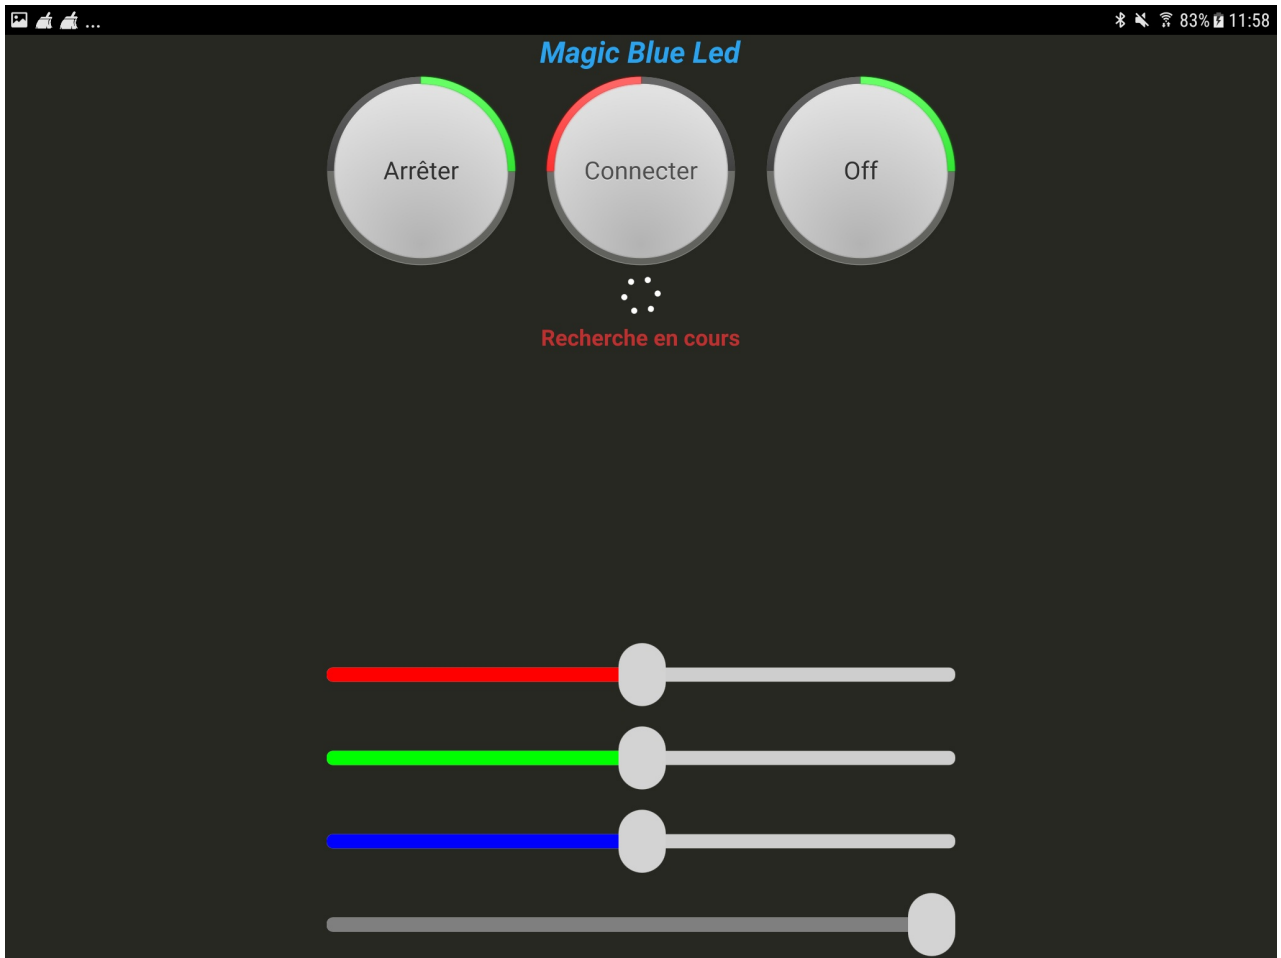 ... 83% 11:58
Magic Blue Led
Arrêter Connecter Off
Recherche en cours